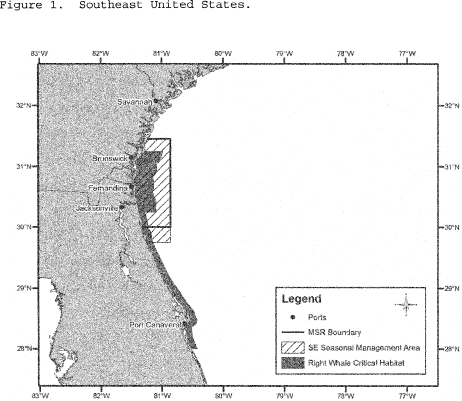 Figure 1. Southeast United States.
83°W 82°W 81°W 80°W 79°W 78°W 77°W
32°N 32°N
Savannah
31°N 31°N
Brunswick
Fernandina
Jacksonville
30°N 30°N
29°N 29°N
Port Canaveral
28°N 28°N
Legend
Ports
MSR Boundary
SE Seasonal Management Area
Right Whale Critical Habitat
83°W 82°W 81°W 80°W 79°W 78°W 77°W